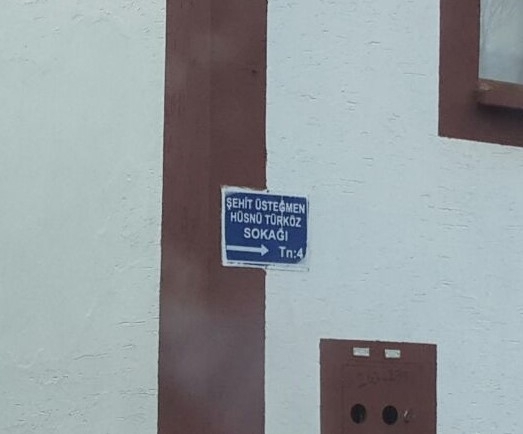 ŞEHİT ÜSTEĞMEN
HÜSNÜ TÜRKÖZ
SOKAĞI
Tn:4